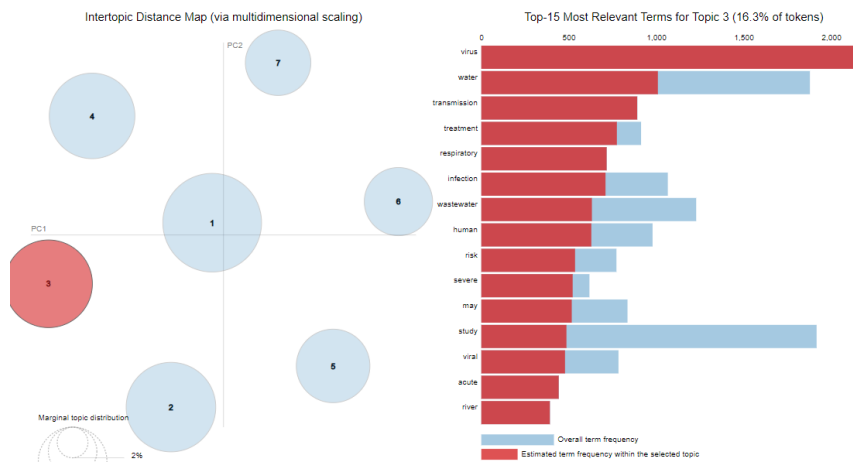 Intertopic Distance Map (via multidimensional scaling)
PC2
7
4
6
1
PC1
3
5
2
Marginal topic distribution
2%
Top-15 Most Relevant Terms for Topic 3 (16.3% of tokens)
0 500 1,000 1,500 2,000
virus
water
transmission
treatment
respiratory
infection
wastewater
human
risk
severe
may
study
viral
acute
river
Overall term frequency
Estimated term frequency within the selected topic